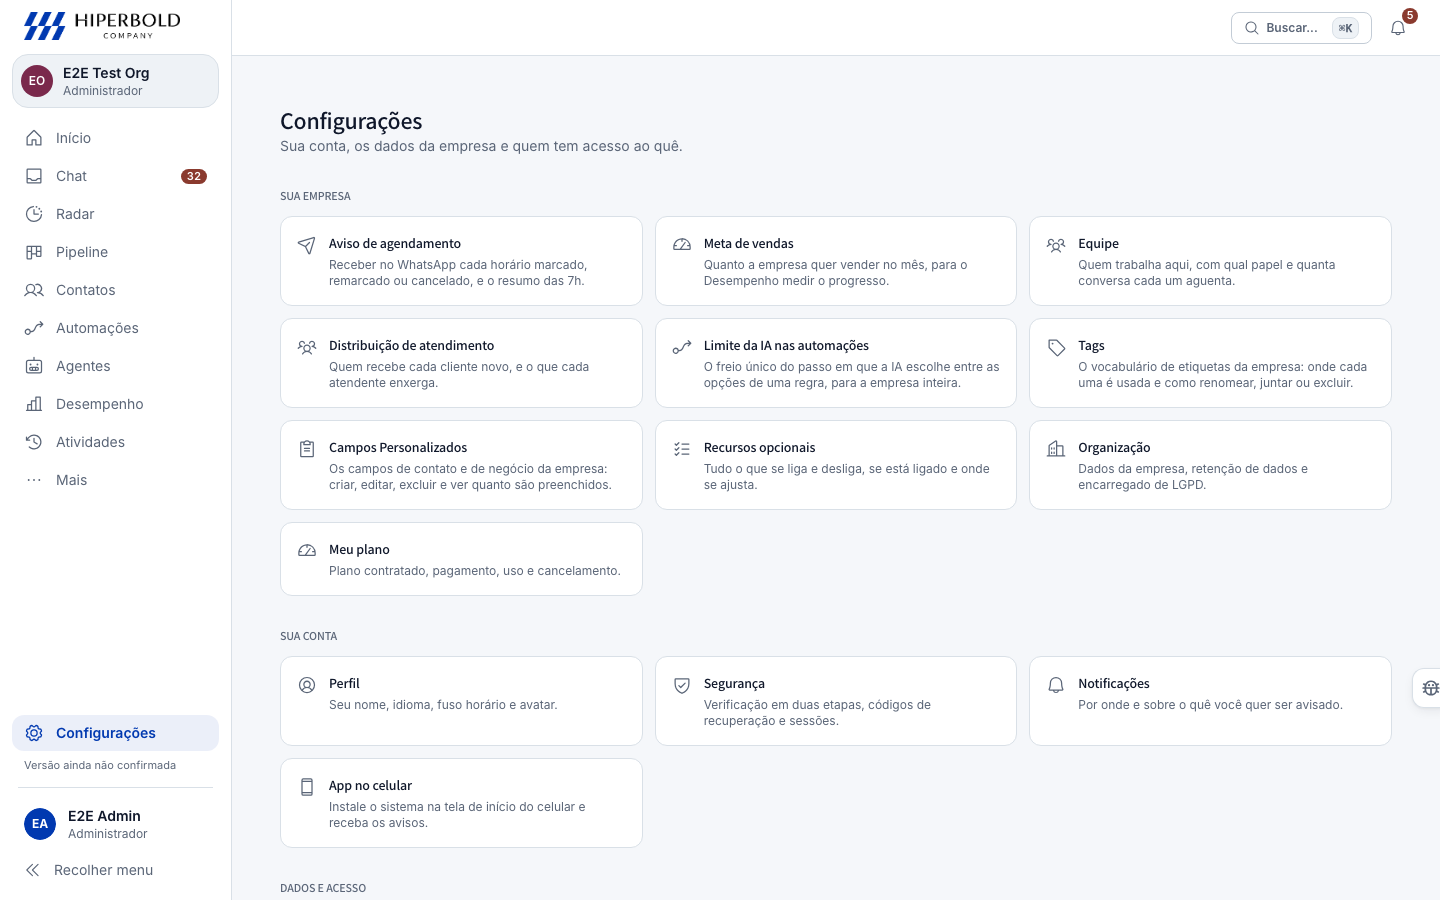 HIPERBOLD
COMPANY
EO
E2E Test Org
Administrador
Início
Chat
32
Radar
Pipeline
Contatos
Automações
Agentes
Desempenho
Atividades
Mais
Configurações
Versão ainda não confirmada
EA
E2E Admin
Administrador
Recolher menu
Buscar...
⌘K
5
Configurações
Sua conta, os dados da empresa e quem tem acesso ao quê.
SUA EMPRESA
Aviso de agendamento
Receber no WhatsApp cada horário marcado,
remarcado ou cancelado, e o resumo das 7h.
Meta de vendas
Quanto a empresa quer vender no mês, para o
Desempenho medir o progresso.
Equipe
Quem trabalha aqui, com qual papel e quanta
conversa cada um aguenta.
Distribuição de atendimento
Quem recebe cada cliente novo, e o que cada
atendente enxerga.
Limite da IA nas automações
O freio único do passo em que a IA escolhe entre as
opções de uma regra, para a empresa inteira.
Tags
O vocabulário de etiquetas da empresa: onde cada
uma é usada e como renomear, juntar ou excluir.
Campos Personalizados
Os campos de contato e de negócio da empresa:
criar, editar, excluir e ver quanto são preenchidos.
Recursos opcionais
Tudo o que se liga e desliga, se está ligado e onde
se ajusta.
Organização
Dados da empresa, retenção de dados e
encarregado de LGPD.
Meu plano
Plano contratado, pagamento, uso e cancelamento.
SUA CONTA
Perfil
Seu nome, idioma, fuso horário e avatar.
Segurança
Verificação em duas etapas, códigos de
recuperação e sessões.
Notificações
Por onde e sobre o quê você quer ser avisado.
App no celular
Instale o sistema na tela de início do celular e
receba os avisos.
DADOS E ACESSO